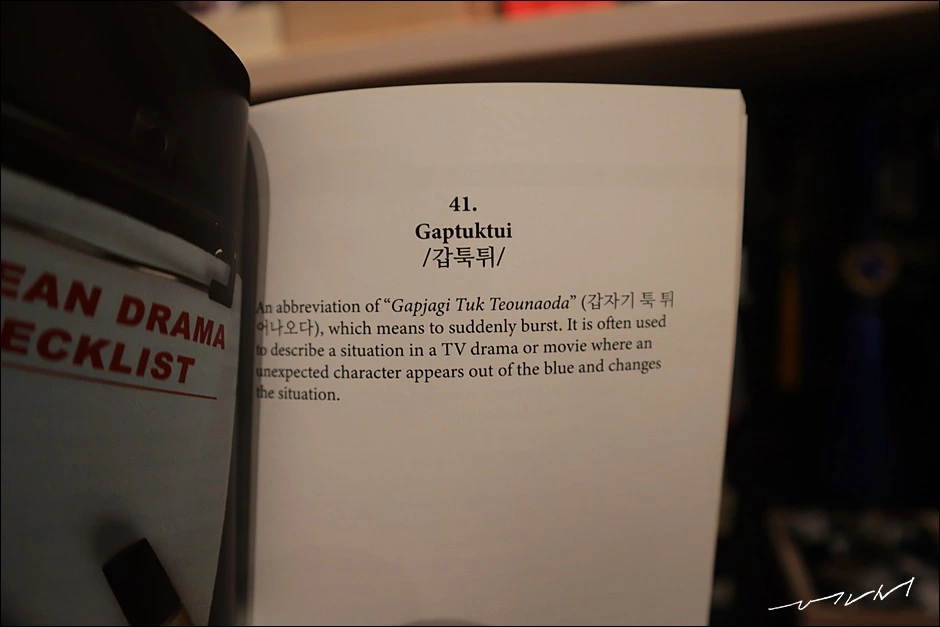 EAN DRAMA
ECKLIST
41.
Gaptuktui
/갑툭튀/
An abbreviation of “Gapjagi Tuk Teounaoda” (갑자기 툭 튀
어나오다), which means to suddenly burst. It is often used
to describe a situation in a TV drama or movie where an
unexpected character appears out of the blue and changes
the situation.